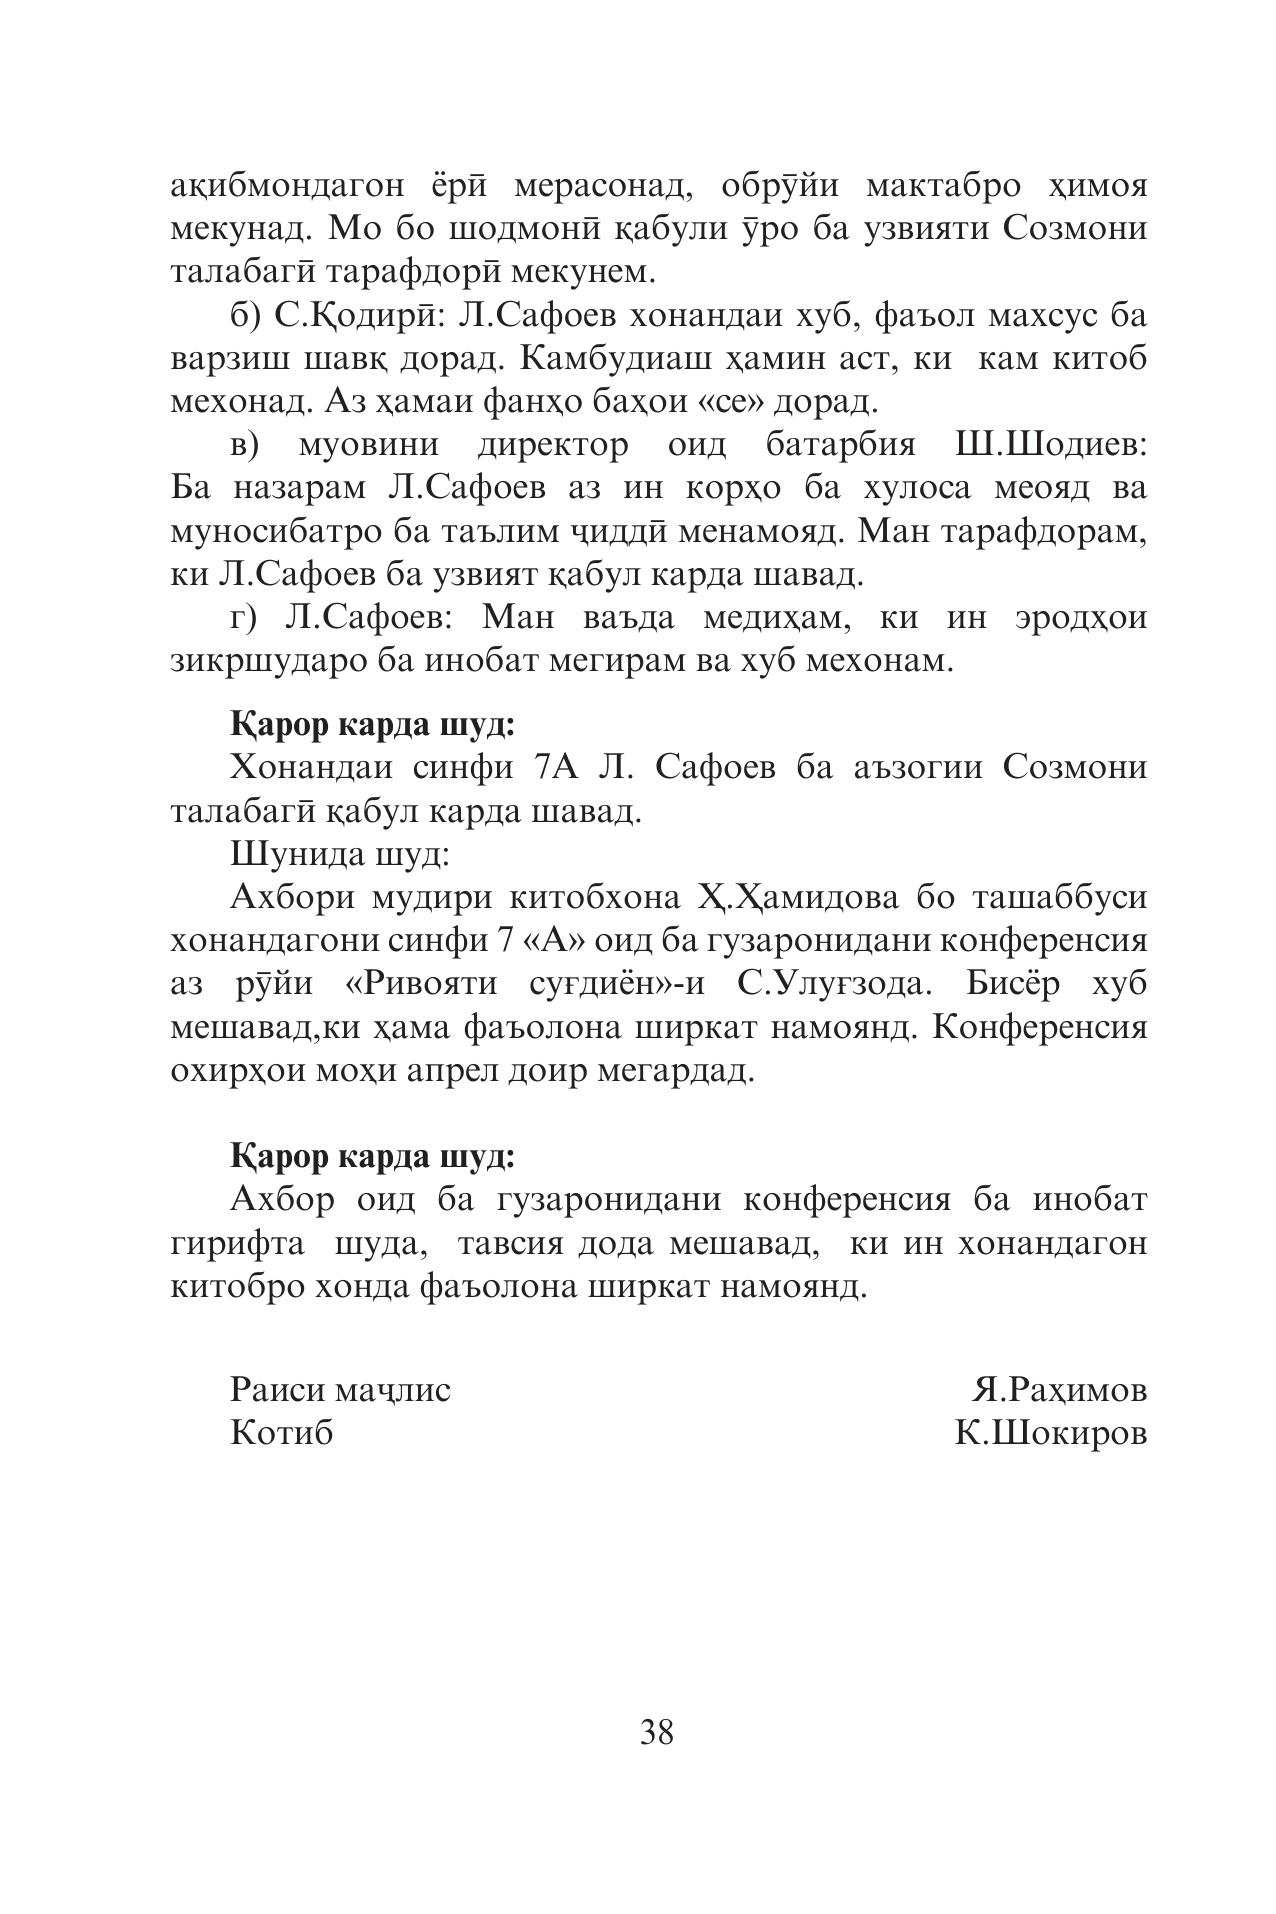 ақибмондагон ёрӣ мерасонад, обрӯйи мактабро ҳимоя
мекунад. Мо бо шодмонӣ қабули ӯро ба узвияти Созмони
талабагӣ тарафдорӣ мекунем.
б) С.Қодирӣ: Л.Сафоев хонандаи хуб, фаъол махсус ба
варзиш шавқ дорад. Камбудиаш ҳамин аст, ки кам китоб
мехонад. Аз ҳамаи фанҳо баҳои «се» дорад.
в) муовини директор оид батарбия Ш.Шодиев:
Ба назарам Л.Сафоев аз ин корҳо ба хулоса меояд ва
муносибатро ба таълим ҷиддӣ менамояд. Ман тарафдорам,
ки Л.Сафоев ба узвият қабул карда шавад.
г) Л.Сафоев: Ман ваъда медиҳам, ки ин эродҳои
зикршударо ба инобат мегирам ва хуб мехонам.
Қарор карда шуд:
Хонандаи синфи 7А Л. Сафоев ба аъзогии Созмони
талабагӣ қабул карда шавад.
Шунида шуд:
Ахбори мудири китобхона Ҳ.Ҳамидова бо ташаббуси
хонандагони синфи 7 «А» оид ба гузаронидани конференсия
аз рӯйи «Ривояти суғдиён»-и С.Улуғзода. Бисёр хуб
мешавад,ки ҳама фаъолона ширкат намоянд. Конференсия
охирҳои моҳи апрел доир мегардад.
Қарор карда шуд:
Ахбор оид ба гузаронидани конференсия ба инобат
гирифта шуда, тавсия дода мешавад, ки ин хонандагон
китобро хонда фаъолона ширкат намоянд.
Раиси маҷлис Я.Раҳимов
Котиб К.Шокиров
38